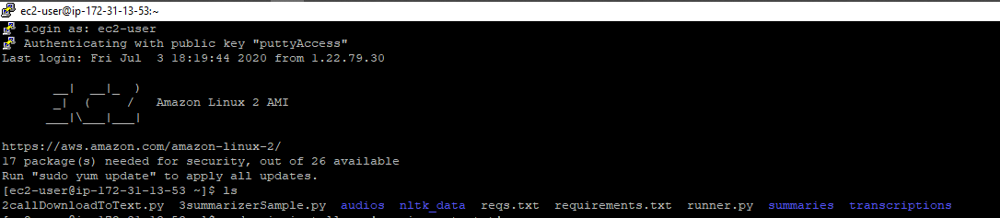 ec2-user@ip-172-31-13-53:~
login as: ec2-user
Authenticating with public key "puttyAccess"
Last login: Fri Jul  3 18:19:44 2020 from 1.22.79.30
       __|  __|_  )
       _|  (     /   Amazon Linux 2 AMI
      ___|\___|___|
https://aws.amazon.com/amazon-linux-2/
17 package(s) needed for security, out of 26 available
Run "sudo yum update" to apply all updates.
[ec2-user@ip-172-31-13-53 ~]$ ls
2callDownloadToText.py  3summarizerSample.py  audios  nltk_data  reqs.txt  requirements.txt  runner.py  summaries  transcriptions